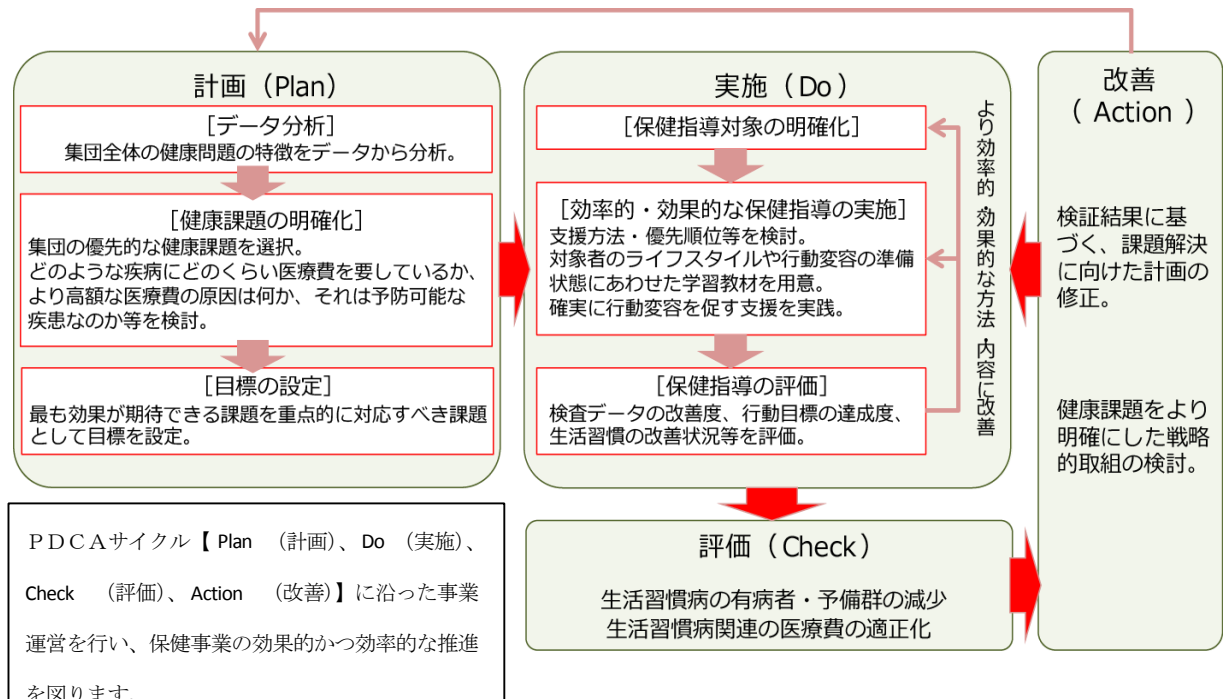 計画（Plan）
［データ分析］
集団全体の健康問題の特徴をデータから分析。
［健康課題の明確化］
集団の優先的な健康課題を選択。
どのような疾病にどのくらい医療費を要しているか、
より高額な医療費の原因は何か、それは予防可能な
疾患なのか等を検討。
［目標の設定］
最も効果が期待できる課題を重点的に対応すべき課題
として目標を設定。
実施（Do）
［保健指導対象の明確化］
［効率的・効果的な保健指導の実施］
支援方法・優先順位等を検討。
対象者のライフスタイルや行動変容の準備
状態にあわせた学習教材を用意。
確実に行動変容を促す支援を実践。
［保健指導の評価］
検査データの改善度、行動目標の達成度、
生活習慣の改善状況等を評価。
より効率的・効果的な方法・内容に改善
改善
（Action）
検証結果に基
づく、課題解決
に向けた計画の
修正。
健康課題をより
明確にした戦略
的取組の検討。
評価（Check）
生活習慣病の有病者・予備群の減少
生活習慣病関連の医療費の適正化
ＰＤＣＡサイクル【 Plan （計画）、Do （実施）、
Check （評価）、Action （改善）】に沿った事業
運営を行い、保健事業の効果的かつ効率的な推進
を図ります。